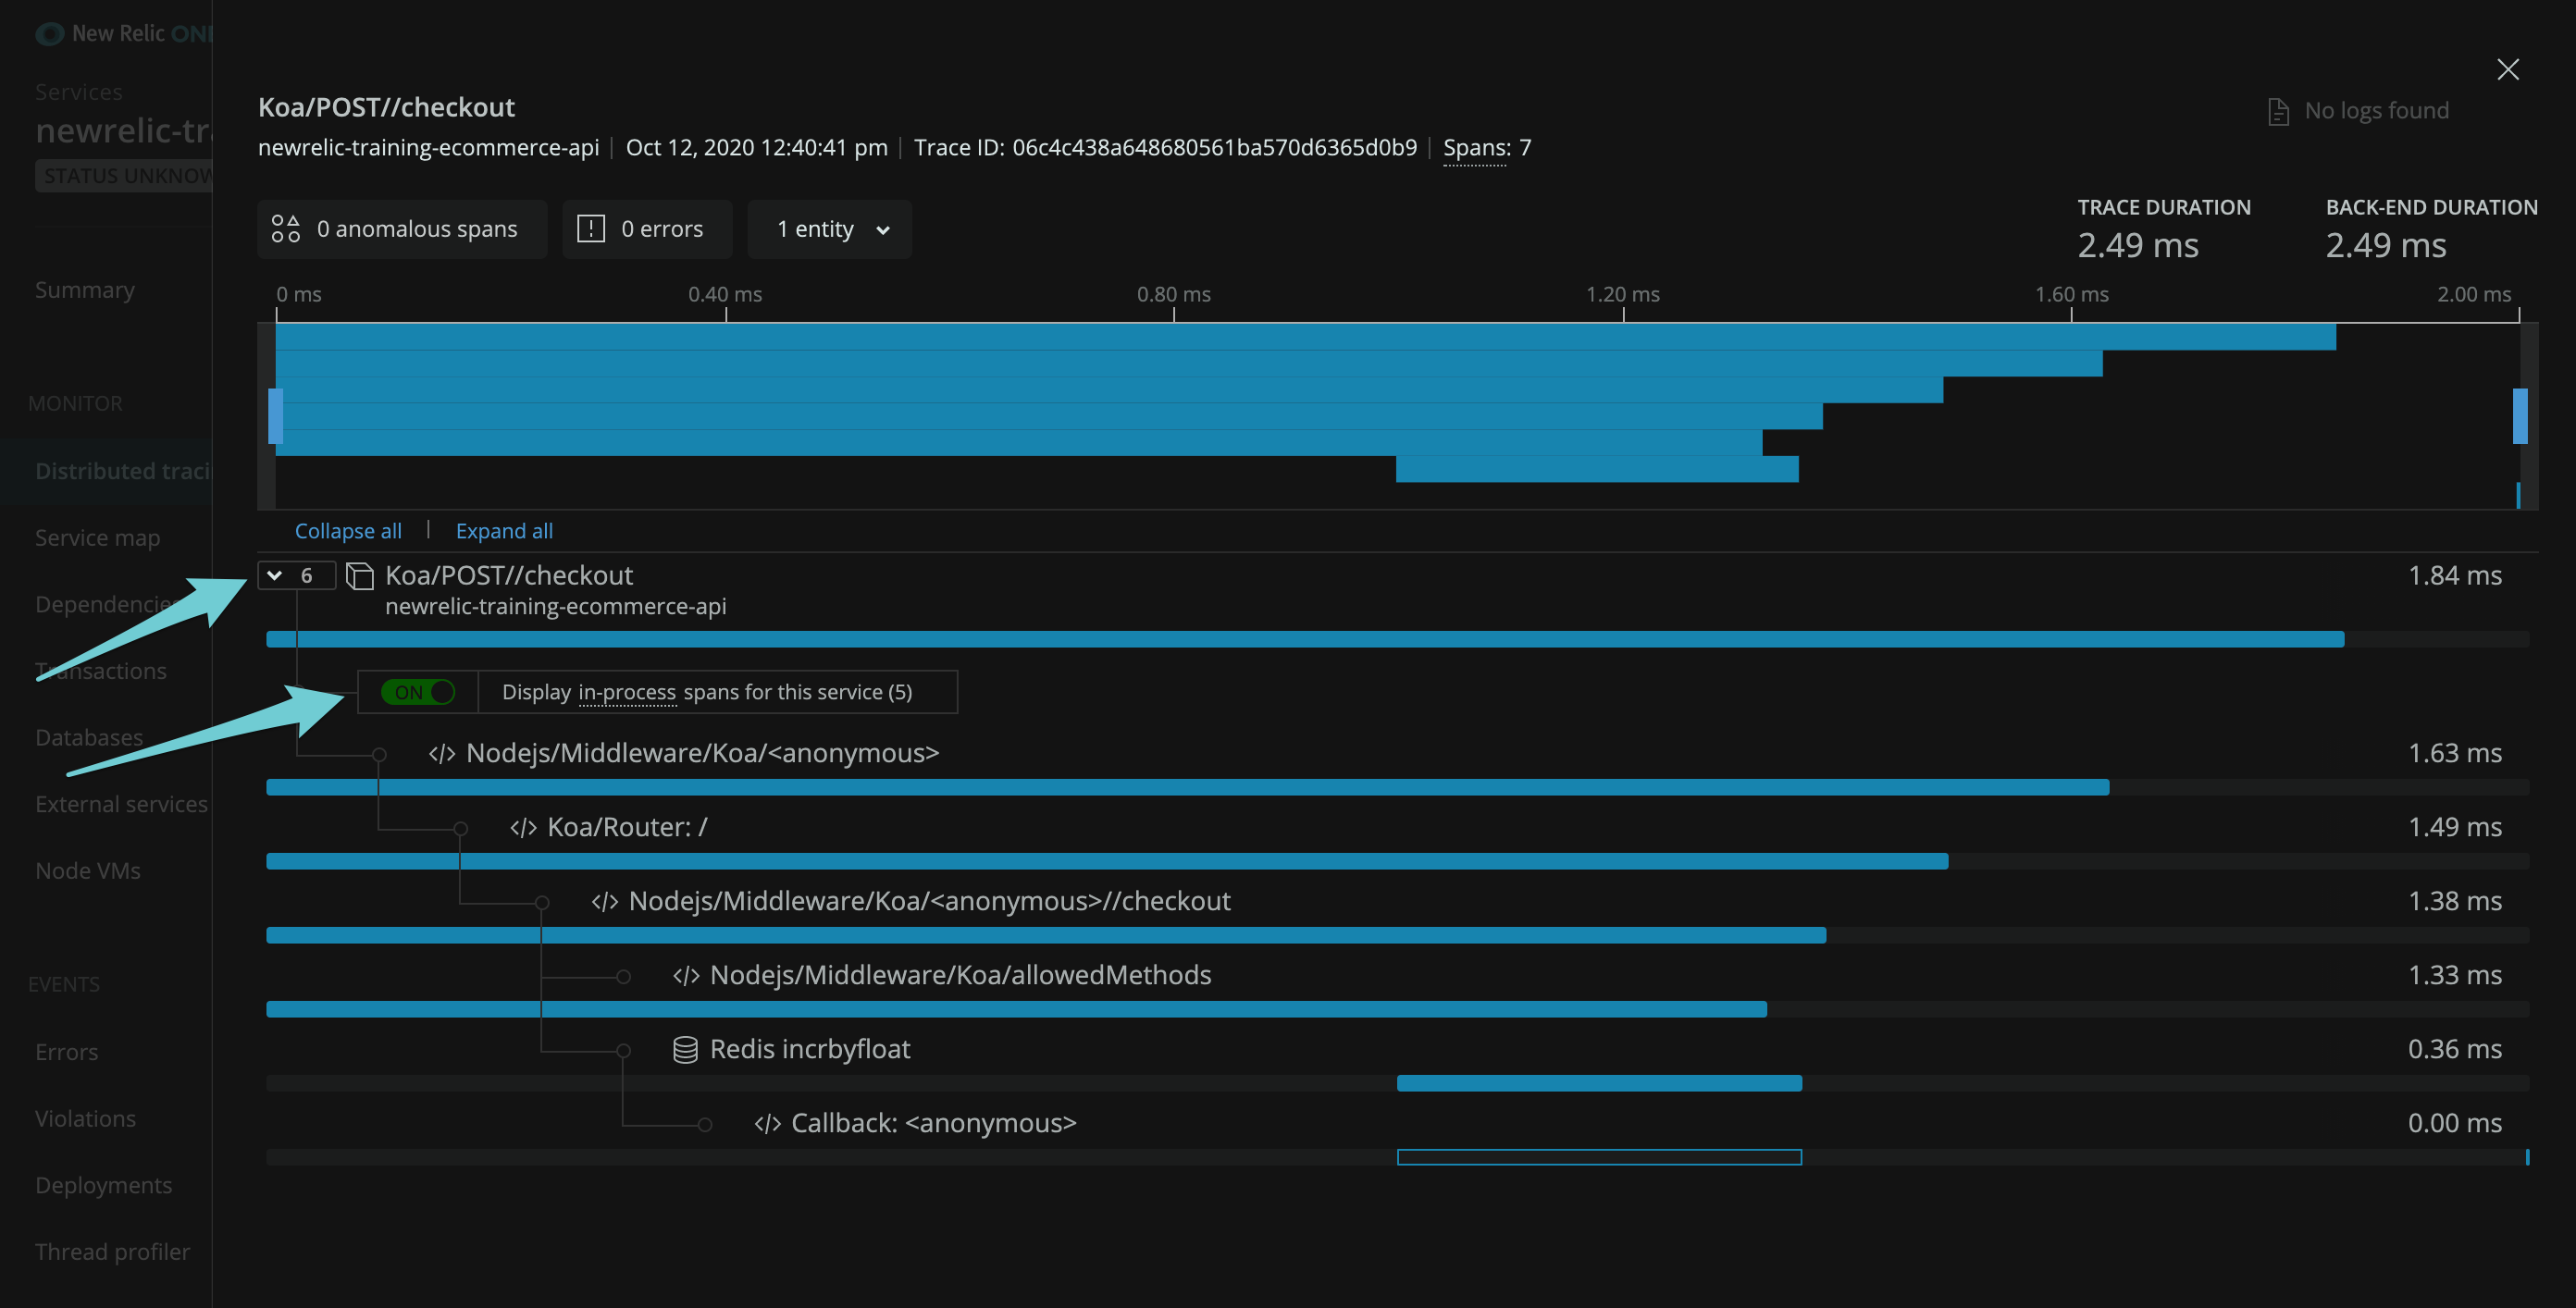 New Relic ONE
Services
newrelic-tra
STATUS UNKNOW
Summary
MONITOR
Distributed traci
Service map
Dependencies
Transactions
Databases
External services
Node VMs
EVENTS
Errors
Violations
Deployments
Thread profiler
Koa/POST//checkout
No logs found
newrelic-training-ecommerce-api | Oct 12, 2020 12:40:41 pm | Trace ID: 06c4c438a648680561ba570d6365d0b9 | Spans: 7
0 anomalous spans
0 errors
1 entity
TRACE DURATION
2.49 ms
BACK-END DURATION
2.49 ms
0 ms 0.40 ms 0.80 ms 1.20 ms 1.60 ms 2.00 ms
Collapse all | Expand all
6 Koa/POST//checkout 1.84 ms
newrelic-training-ecommerce-api
ON Display in-process spans for this service (5)
</> Nodejs/Middleware/Koa/<anonymous> 1.63 ms
</> Koa/Router: / 1.49 ms
</> Nodejs/Middleware/Koa/<anonymous>//checkout 1.38 ms
</> Nodejs/Middleware/Koa/allowedMethods 1.33 ms
Redis incrbyfloat 0.36 ms
</> Callback: <anonymous> 0.00 ms